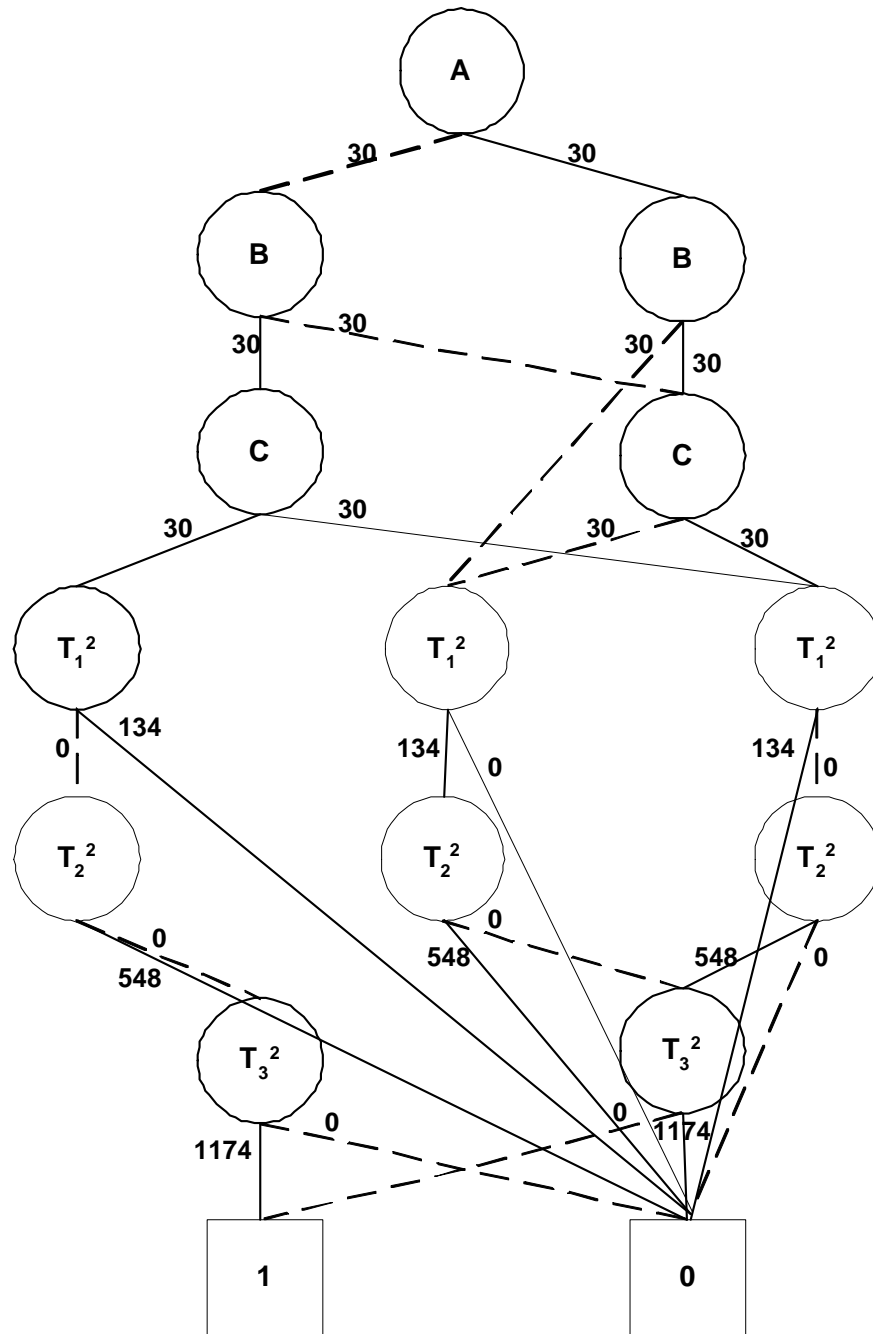 A
30 30
B B
30
30 30 30
C C
30 30 30 30
T₁² T₁² T₁²
134 134 134
0 0 0
T₂² T₂² T₂²
0 0
548 548 548 0
T₃² T₃²
0 0
1174 1174
1 0